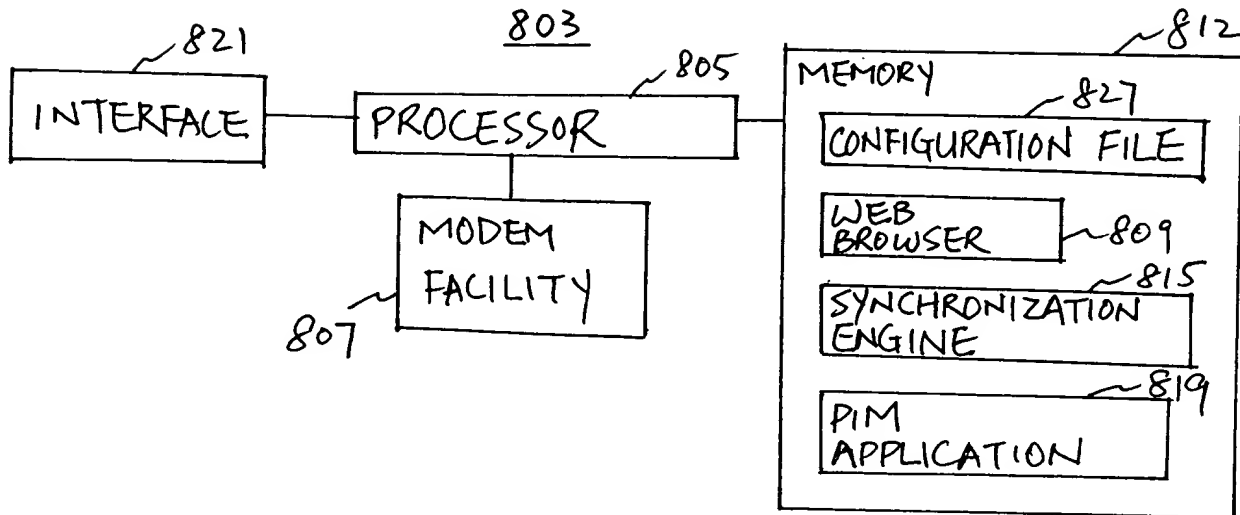 803
821
INTERFACE
805
PROCESSOR
MODEM
FACILITY
807
812
MEMORY
827
CONFIGURATION FILE
WEB
BROWSER
809
815
SYNCHRONIZATION
ENGINE
819
PIM
APPLICATION